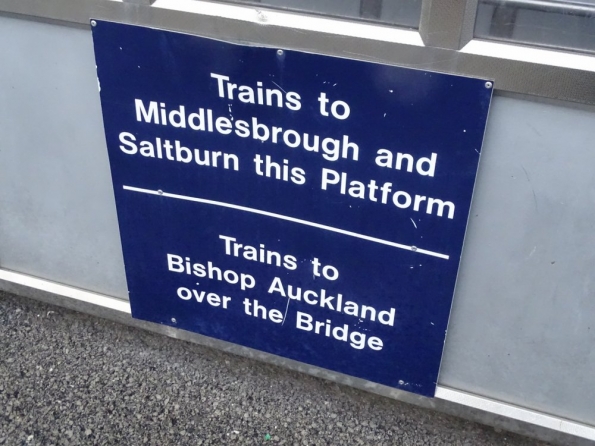 Trains to
Middlesbrough and
Saltburn this Platform
Trains to
Bishop Auckland
over the Bridge